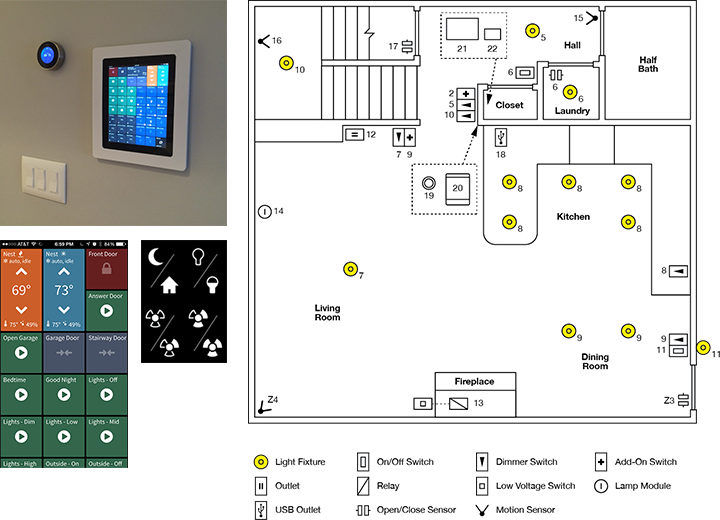 ●●○○○ AT&T 6:59 PM 84%
Nest
auto, idle
69°
75° 49%
Nest
auto, idle
73°
75° 49%
Front Door
Answer Door
Open Garage
Garage Door
Stairway Door
Bedtime
Good Night
Lights - Off
Lights - Dim
Lights - Low
Lights - Mid
Lights - High
Outside - On
Outside - Off
16
10
17
21
22
5
15
Hall
Half
Bath
2
5
10
6
6
6
Closet
Laundry
12
7 9
18
19
20
14
8 8 8
8 8
Kitchen
8
7
Living
Room
9 9
9
11
11
Dining
Room
Fireplace
13
Z4
Z3
Light Fixture
On/Off Switch
Dimmer Switch
Add-On Switch
Outlet
Relay
Low Voltage Switch
Lamp Module
USB Outlet
Open/Close Sensor
Motion Sensor